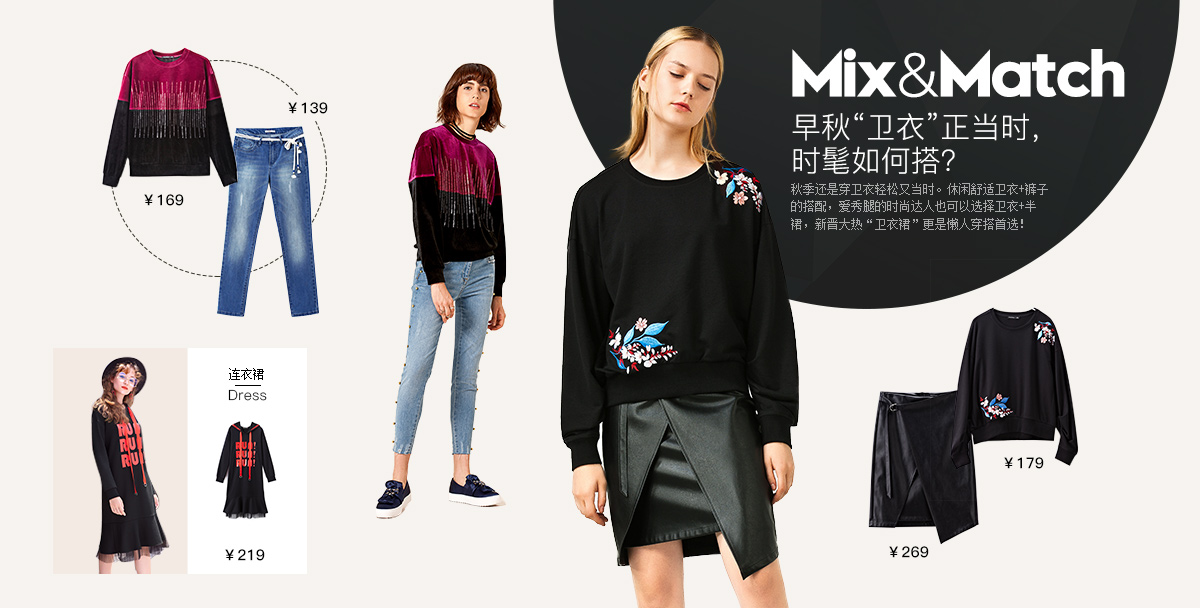 Mix&Match
早秋“卫衣”正当时,
时髦如何搭?
秋季还是穿卫衣轻松又当时。休闲舒适卫衣+裤子
的搭配，爱秀腿的时尚达人也可以选择卫衣+半
裙，新晋大热“卫衣裙”更是懒人穿搭首选!
¥139
¥169
连衣裙
Dress
RUN!
RUN!
RUN!
¥219
¥179
¥269